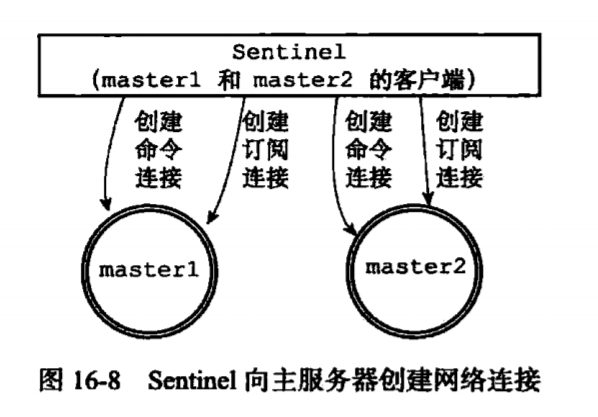 Sentinel
(master1 和 master2 的客户端)
创建
命令
连接
创建
订阅
连接
创建
命令
连接
创建
订阅
连接
master1
master2
图 16-8 Sentinel 向主服务器创建网络连接